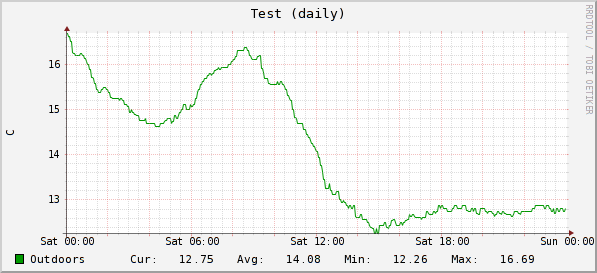 Test (daily)
RRDTOOL / TOBI OETIKER
C
16
15
14
13
Sat 00:00 Sat 06:00 Sat 12:00 Sat 18:00 Sun 00:00
Outdoors Cur: 12.75 Avg: 14.08 Min: 12.26 Max: 16.69